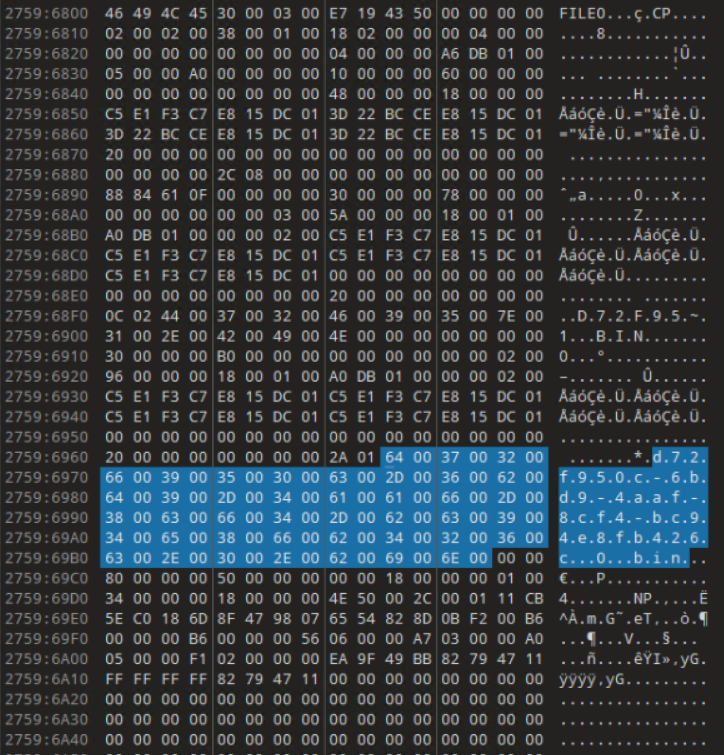 2759:6800 46 49 4C 45 30 00 03 00 E7 19 43 50 00 00 00 00 FILE0...ç.CP....
2759:6810 02 00 02 00 38 00 01 00 18 02 00 00 00 04 00 00 ....8...........
2759:6820 00 00 00 00 00 00 00 00 04 00 00 00 A6 DB 01 00 ............¦Û..
2759:6830 05 00 00 A0 00 00 00 00 10 00 00 00 60 00 00 00 ... ........`...
2759:6840 00 00 00 00 00 00 00 00 48 00 00 00 18 00 00 00 ........H.......
2759:6850 C5 E1 F3 C7 E8 15 DC 01 3D 22 BC CE E8 15 DC 01 ÅáóÇè.Ü.="¼Îè.Ü.
2759:6860 3D 22 BC CE E8 15 DC 01 3D 22 BC CE E8 15 DC 01 ="¼Îè.Ü.="¼Îè.Ü.
2759:6870 20 00 00 00 00 00 00 00 00 00 00 00 00 00 00 00 ...............
2759:6880 00 00 00 00 2C 08 00 00 00 00 00 00 00 00 00 00 ....,...........
2759:6890 88 84 61 0F 00 00 00 00 30 00 00 00 78 00 00 00 ˆ„a.....0...x...
2759:68A0 00 00 00 00 00 00 03 00 5A 00 00 00 18 00 01 00 ........Z.......
2759:68B0 A0 DB 01 00 00 00 02 00 C5 E1 F3 C7 E8 15 DC 01 Û......ÅáóÇè.Ü.
2759:68C0 C5 E1 F3 C7 E8 15 DC 01 C5 E1 F3 C7 E8 15 DC 01 ÅáóÇè.Ü.ÅáóÇè.Ü.
2759:68D0 C5 E1 F3 C7 E8 15 DC 01 00 00 00 00 00 00 00 00 ÅáóÇè.Ü.........
2759:68E0 00 00 00 00 00 00 00 00 20 00 00 00 00 00 00 00 ........ .......
2759:68F0 0C 02 44 00 37 00 32 00 46 00 39 00 35 00 7E 00 ..D.7.2.F.9.5.~.
2759:6900 31 00 2E 00 42 00 49 00 4E 00 00 00 00 00 00 00 1...B.I.N.......
2759:6910 30 00 00 00 B0 00 00 00 00 00 00 00 00 00 02 00 0...°...........
2759:6920 96 00 00 00 18 00 01 00 A0 DB 01 00 00 00 02 00 –....... Û......
2759:6930 C5 E1 F3 C7 E8 15 DC 01 C5 E1 F3 C7 E8 15 DC 01 ÅáóÇè.Ü.ÅáóÇè.Ü.
2759:6940 C5 E1 F3 C7 E8 15 DC 01 C5 E1 F3 C7 E8 15 DC 01 ÅáóÇè.Ü.ÅáóÇè.Ü.
2759:6950 00 00 00 00 00 00 00 00 00 00 00 00 00 00 00 00 ................
2759:6960 20 00 00 00 00 00 00 00 2A 01 64 00 37 00 32 00 .......*.d.7.2.
2759:6970 66 00 39 00 35 00 30 00 63 00 2D 00 36 00 62 00 f.9.5.0.c.-.6.b.
2759:6980 64 00 39 00 2D 00 34 00 61 00 61 00 66 00 2D 00 d.9.-.4.a.a.f.-.
2759:6990 38 00 63 00 66 00 34 00 2D 00 62 00 63 00 39 00 8.c.f.4.-.b.c.9.
2759:69A0 34 00 65 00 38 00 66 00 62 00 34 00 32 00 36 00 4.e.8.f.b.4.2.6.
2759:69B0 63 00 2E 00 30 00 2E 00 62 00 69 00 6E 00 00 00 c...0...b.i.n...
2759:69C0 80 00 00 00 50 00 00 00 00 00 18 00 00 00 01 00 €...P...........
2759:69D0 34 00 00 00 18 00 00 00 4E 50 00 2C 00 01 11 CB 4.......NP.,...Ë
2759:69E0 5E C0 18 6D 8F 47 98 07 65 54 82 8D 0B F2 00 B6 ^À.m.G˜.eT‚..ò.¶
2759:69F0 00 00 00 B6 00 00 00 56 06 00 00 A7 03 00 00 A0 ...¶...V...§...
2759:6A00 05 00 00 F1 02 00 00 00 EA 9F 49 BB 82 79 47 11 ...ñ....êŸI»‚yG.
2759:6A10 FF FF FF FF 82 79 47 11 00 00 00 00 00 00 00 00 ÿÿÿÿ‚yG.........
2759:6A20 00 00 00 00 00 00 00 00 00 00 00 00 00 00 00 00 ................
2759:6A30 00 00 00 00 00 00 00 00 00 00 00 00 00 00 00 00 ................
2759:6A40 00 00 00 00 00 00 00 00 00 00 00 00 00 00 00 00 ................